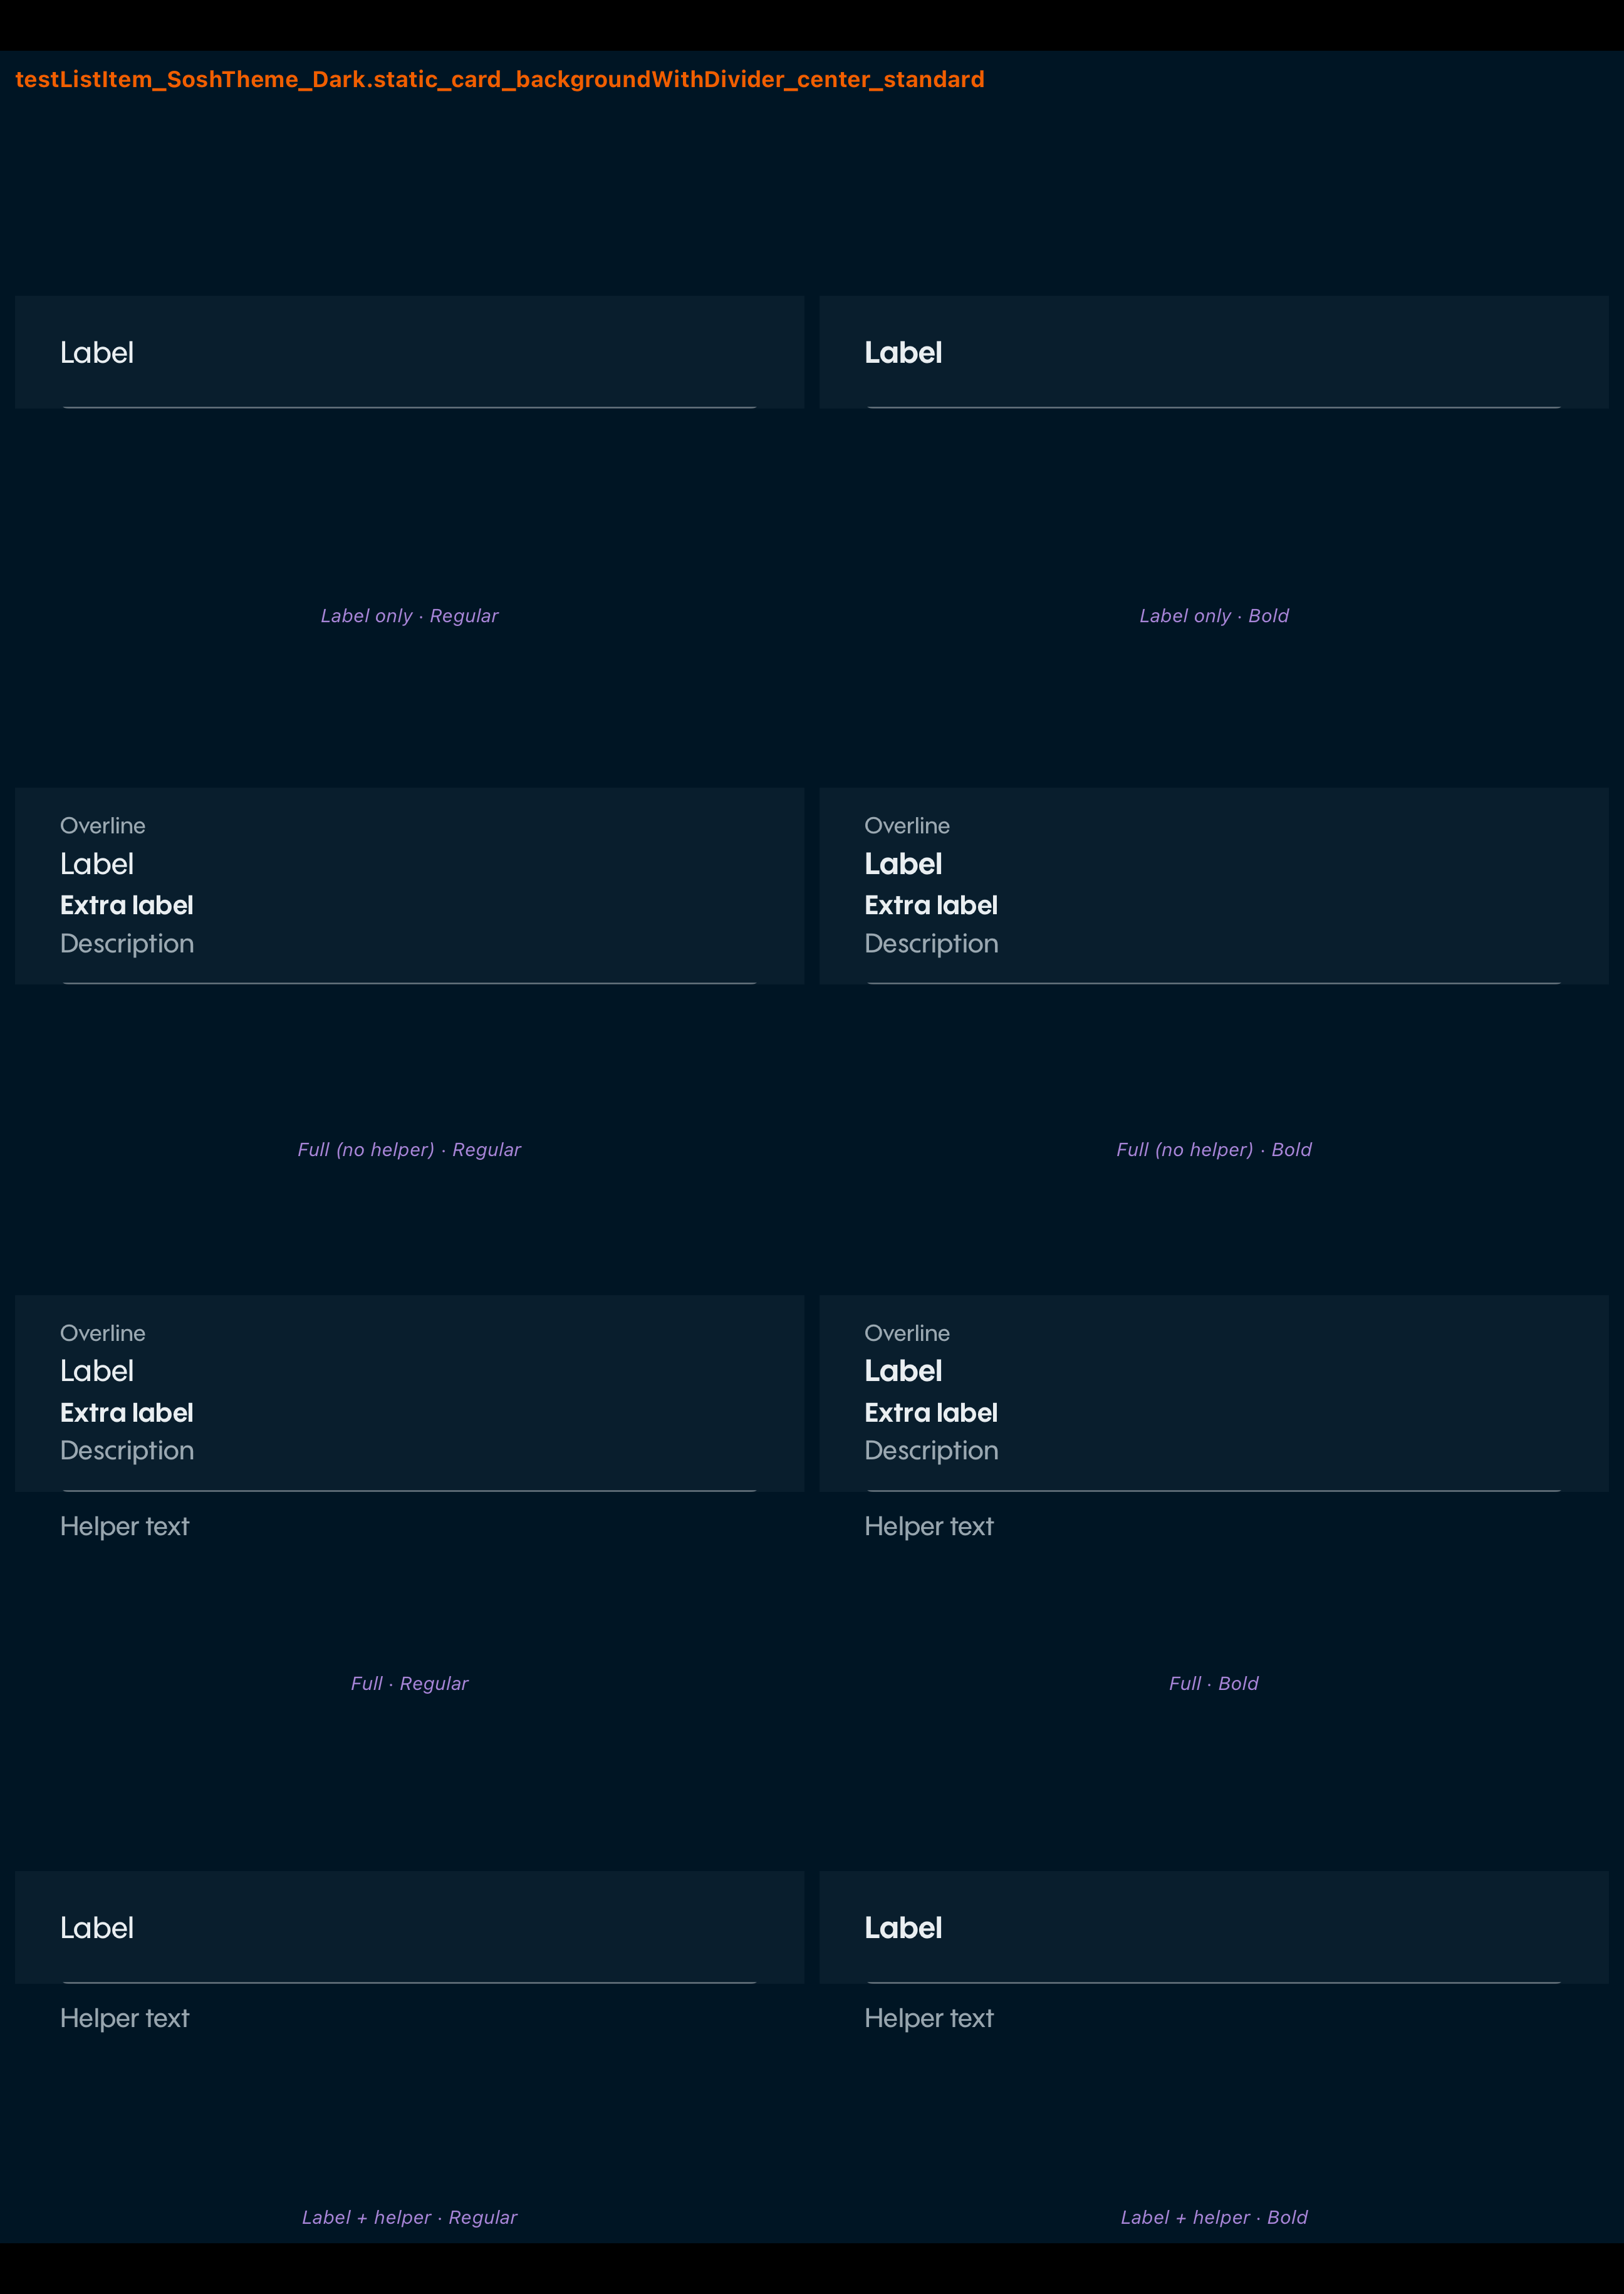 testListItem_SoshTheme_Dark.static_card_backgroundWithDivider_center_standard
Label
Label
Label only · Regular
Label only · Bold
Overline
Label
Extra label
Description
Overline
Label
Extra label
Description
Full (no helper) · Regular
Full (no helper) · Bold
Overline
Label
Extra label
Description
Helper text
Overline
Label
Extra label
Description
Helper text
Full · Regular
Full · Bold
Label
Helper text
Label
Helper text
Label + helper · Regular
Label + helper · Bold